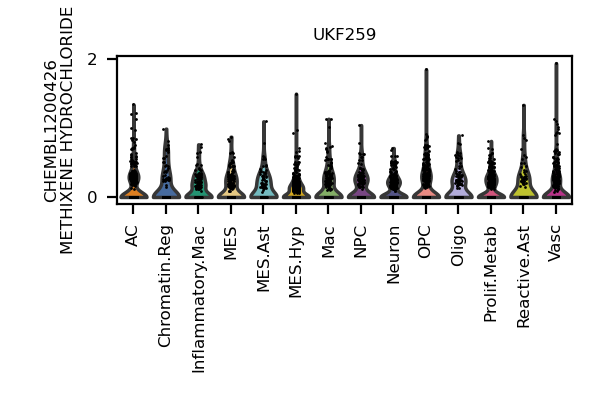 UKF259
CHEMBL1200426
METHIXENE HYDROCHLORIDE
2
0
AC
Chromatin.Reg
Inflammatory.Mac
MES
MES.Ast
MES.Hyp
Mac
NPC
Neuron
OPC
Oligo
Prolif.Metab
Reactive.Ast
Vasc